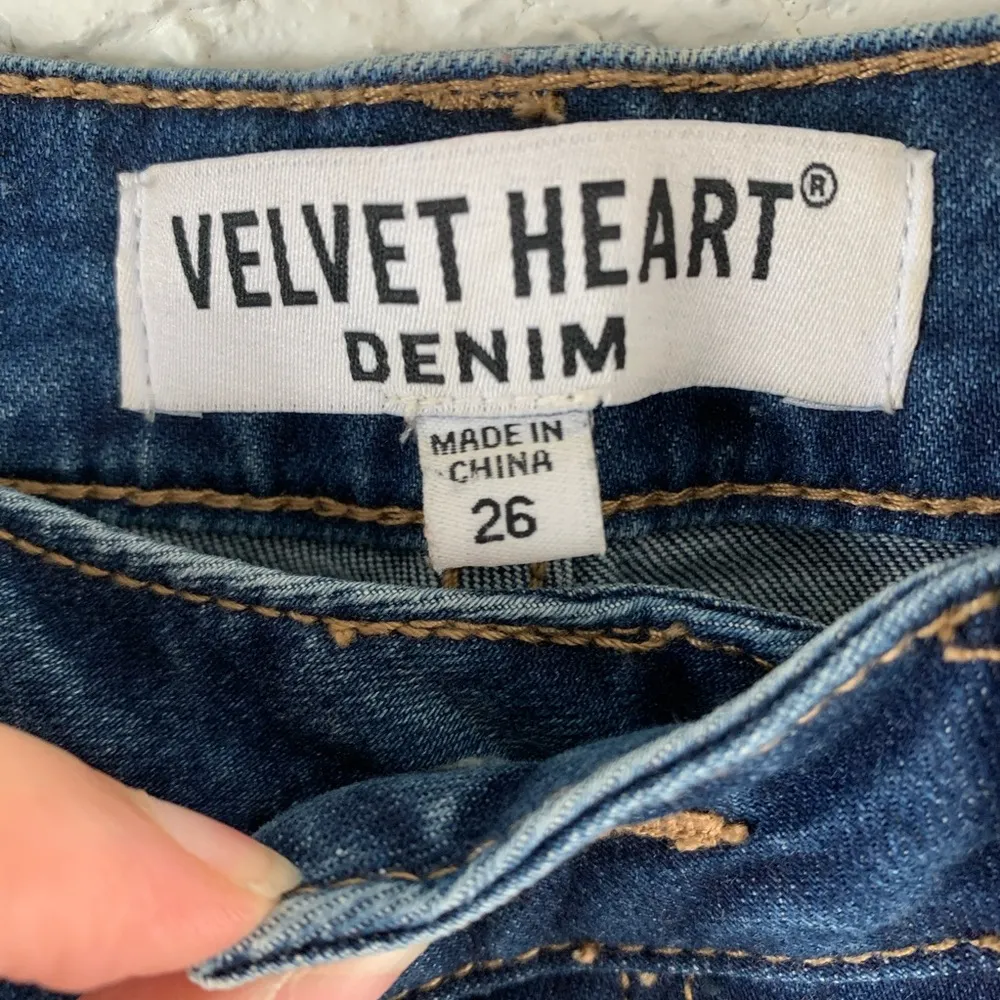 VELVET HEART®
DENIM
MADE IN
CHINA
26